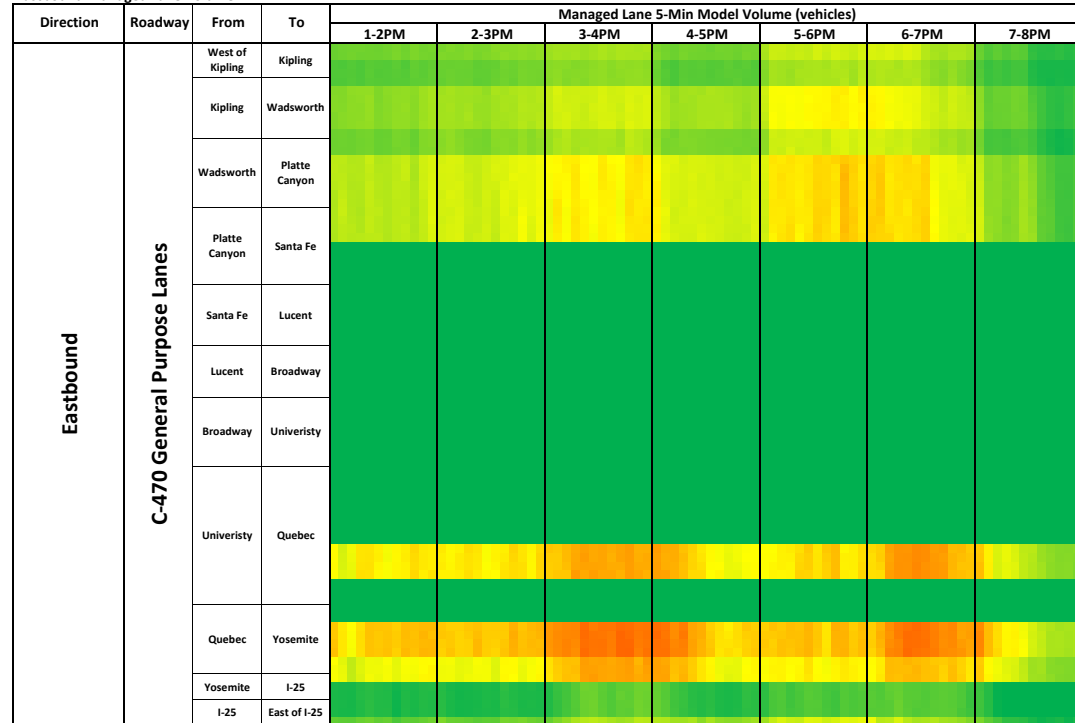 Direction Roadway From To Managed Lane 5-Min Model Volume (vehicles)
1-2PM 2-3PM 3-4PM 4-5PM 5-6PM 6-7PM 7-8PM
Eastbound
C-470 General Purpose Lanes
West of
Kipling
Kipling
Kipling Wadsworth
Wadsworth
Platte
Canyon
Platte
Canyon
Santa Fe
Santa Fe Lucent
Lucent Broadway
Broadway Univeristy
Univeristy Quebec
Quebec Yosemite
Yosemite I-25
I-25 East of I-25